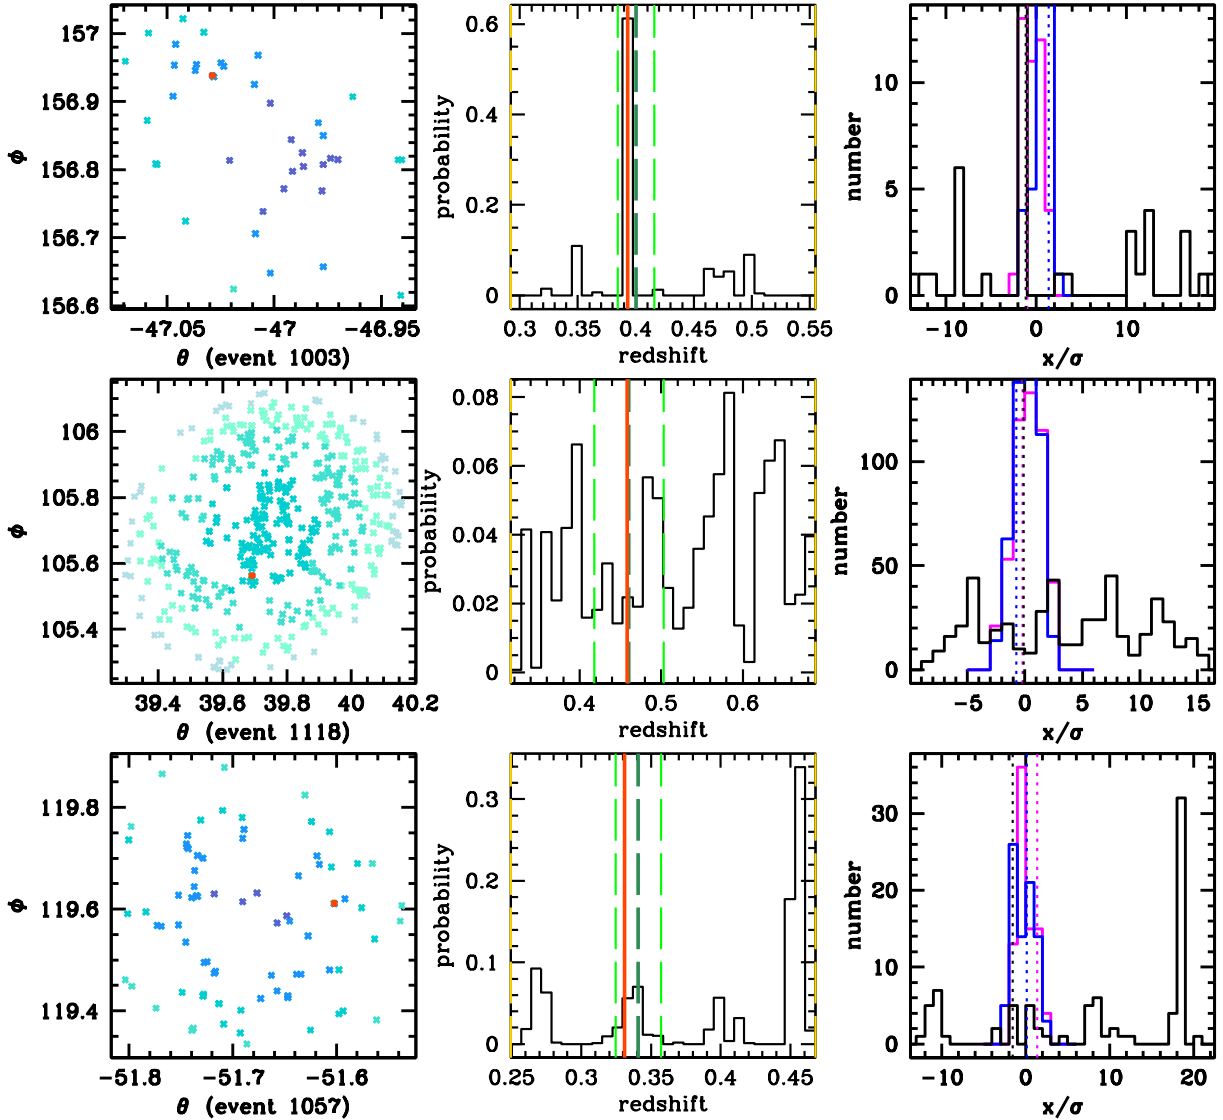 157
156.9
156.8
156.7
156.6
ϕ
−47.05 −47 −46.95
θ (event 1003)
0.6
0.4
0.2
0
probability
0.3 0.35 0.4 0.45 0.5 0.55
redshift
10
5
0
number
−10 0 10
x/σ
106
105.8
105.6
105.4
ϕ
39.4 39.6 39.8 40 40.2
θ (event 1118)
0.08
0.06
0.04
0.02
0
probability
0.4 0.5 0.6
redshift
100
50
0
number
−5 0 5 10 15
x/σ
119.8
119.6
119.4
ϕ
−51.8 −51.7 −51.6
θ (event 1057)
0.3
0.2
0.1
0
probability
0.25 0.3 0.35 0.4 0.45
redshift
30
20
10
0
number
−10 0 10 20
x/σ